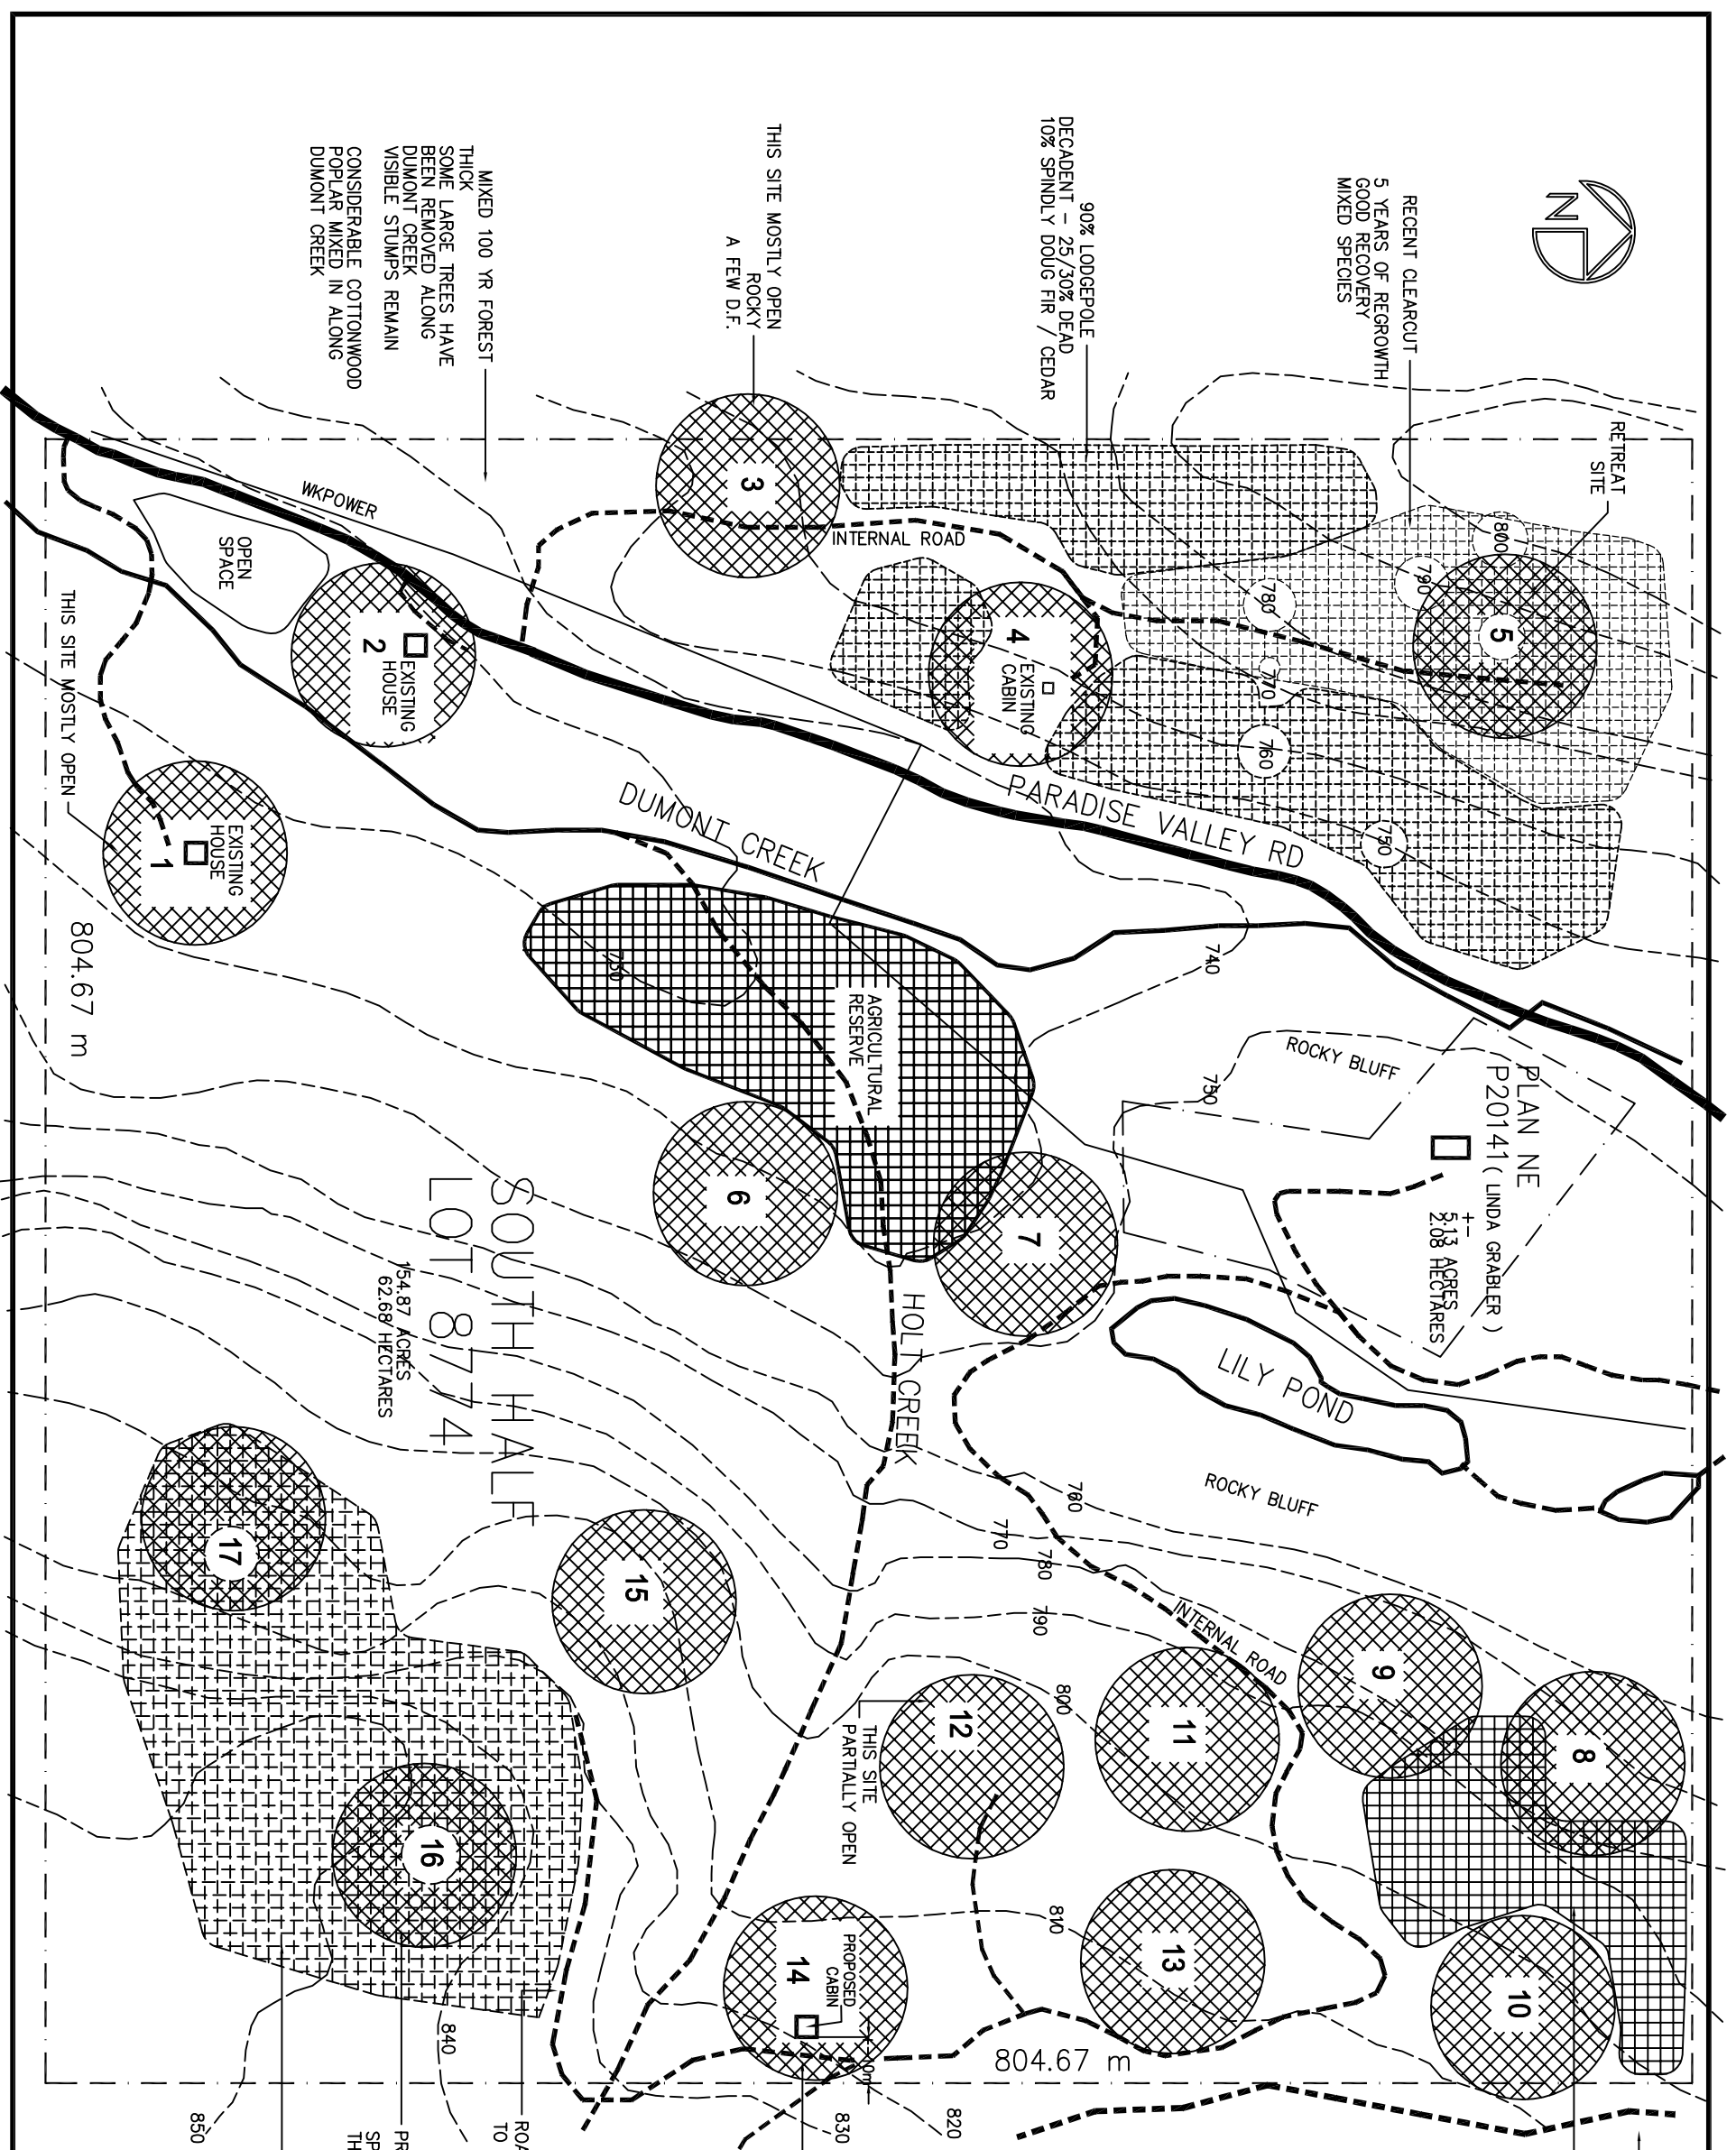 N
RECENT CLEARCUT
5 YEARS OF REGROWTH
GOOD RECOVERY
MIXED SPECIES
RETREAT
SITE
90% LODGEPOLE
DECADENT - 25/30% DEAD
10% SPINDLY DOUG FIR / CEDAR
THIS SITE MOSTLY OPEN
ROCKY
A FEW D.F.
MIXED 100 YR FOREST
THICK
SOME LARGE TREES HAVE
BEEN REMOVED ALONG
DUMONT CREEK
VISIBLE STUMPS REMAIN
CONSIDERABLE COTTONWOOD
POPLAR MIXED IN ALONG
DUMONT CREEK
WKPOWER
OPEN
SPACE
THIS SITE MOSTLY OPEN
INTERNAL ROAD
3
4
EXISTING
CABIN
5
800
790
780
770
760
750
2
EXISTING
HOUSE
1
EXISTING
HOUSE
804.67 m
DUMONT CREEK
PARADISE VALLEY RD
730
740
750
AGRICULTURAL
RESERVE
ROCKY BLUFF
PLAN NE
P20141 ( LINDA GRABLER )
+-
5.13 ACRES
2.08 HECTARES
6
7
HOLT CREEK
LILY POND
ROCKY BLUFF
SOUTH HALF
LOT 8774
154.87 ACRES
62.68 HECTARES
760
770
780
790
800
810
INTERNAL ROAD
17
15
16
12
THIS SITE
PARTIALLY OPEN
11
9
8
13
10
14
PROPOSED
CABIN
10m
804.67 m
820
830
840
850
ROA
TO
PR
SP
TH